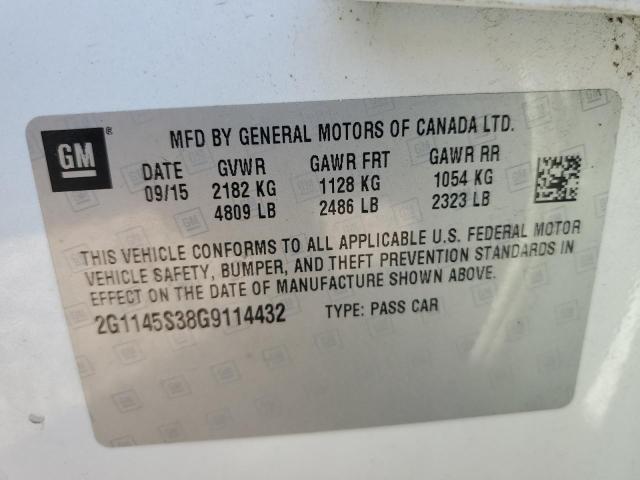 GM®
MFD BY GENERAL MOTORS OF CANADA LTD.
DATE GVWR GAWR FRT GAWR RR
09/15 2182 KG 1128 KG 1054 KG
4809 LB 2486 LB 2323 LB
THIS VEHICLE CONFORMS TO ALL APPLICABLE U.S. FEDERAL MOTOR
VEHICLE SAFETY, BUMPER, AND THEFT PREVENTION STANDARDS IN
EFFECT ON THE DATE OF MANUFACTURE SHOWN ABOVE.
2G1145S38G9114432 TYPE: PASS CAR